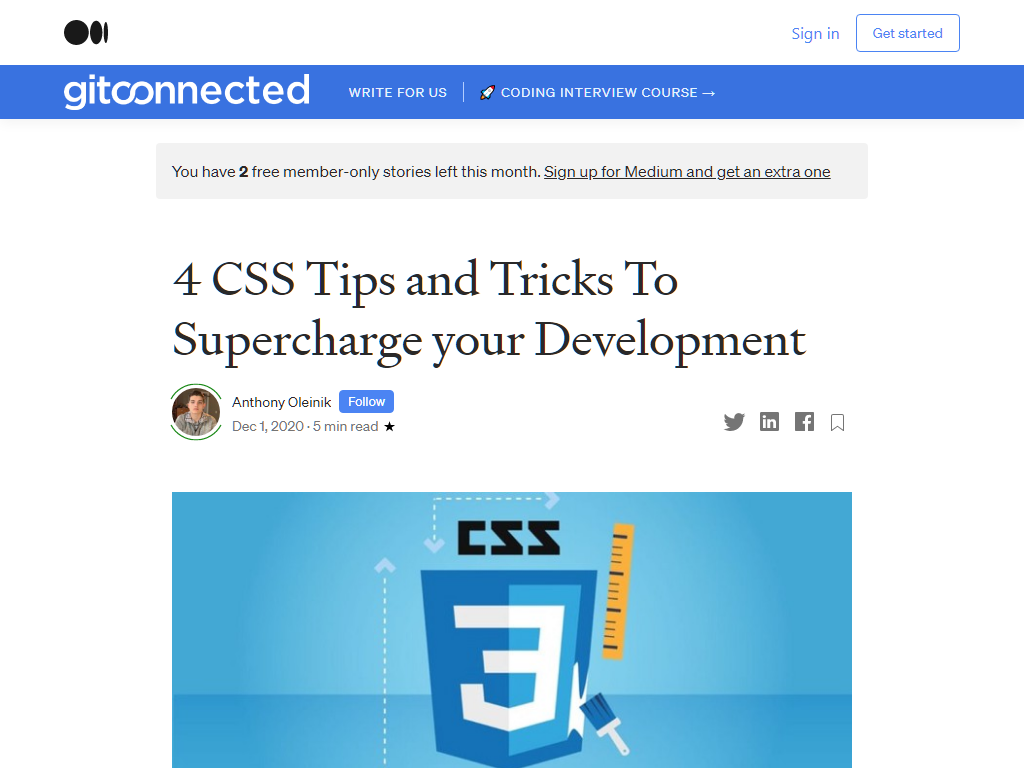 Sign in
Get started
gitconnected
WRITE FOR US
CODING INTERVIEW COURSE →
You have 2 free member-only stories left this month. Sign up for Medium and get an extra one
4 CSS Tips and Tricks To
Supercharge your Development
Anthony Oleinik
Follow
Dec 1, 2020 · 5 min read ★
in
f
CSS
3